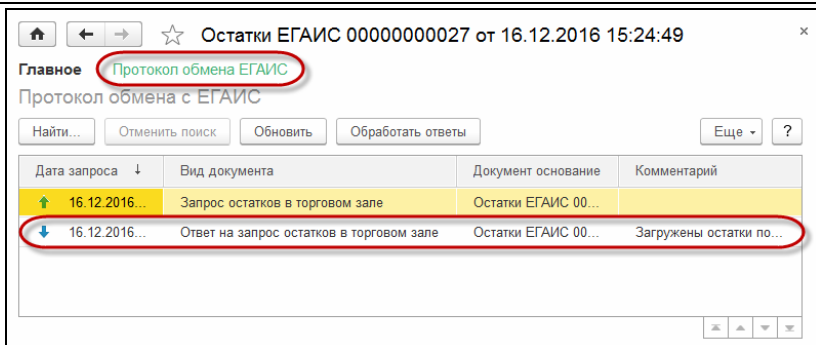 Остатки ЕГАИС 00000000027 от 16.12.2016 15:24:49
Главное Протокол обмена ЕГАИС
Протокол обмена с ЕГАИС
Найти... Отменить поиск Обновить Обработать ответы Еще ?
Дата запроса ↓ Вид документа Документ основание Комментарий
16.12.2016... Запрос остатков в торговом зале Остатки ЕГАИС 00...
16.12.2016... Ответ на запрос остатков в торговом зале Остатки ЕГАИС 00... Загружены остатки по...